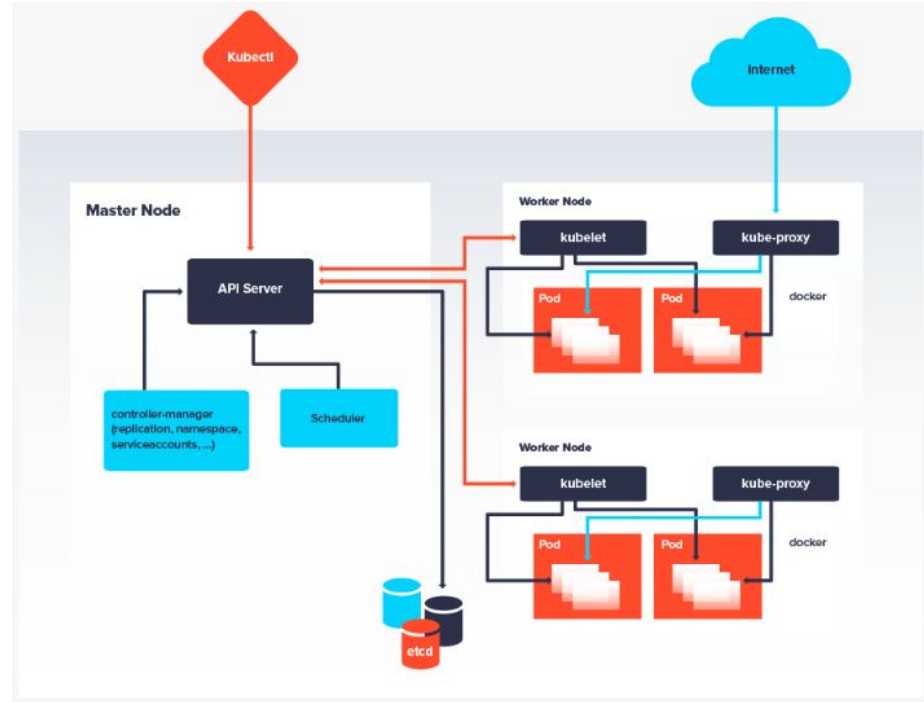 Kubectl
Internet
Master Node
API Server
controller-manager
(replication, namespace,
serviceaccounts, ...)
Scheduler
etcd
Worker Node
kubelet
kube-proxy
Pod
Pod
docker
Worker Node
kubelet
kube-proxy
Pod
Pod
docker